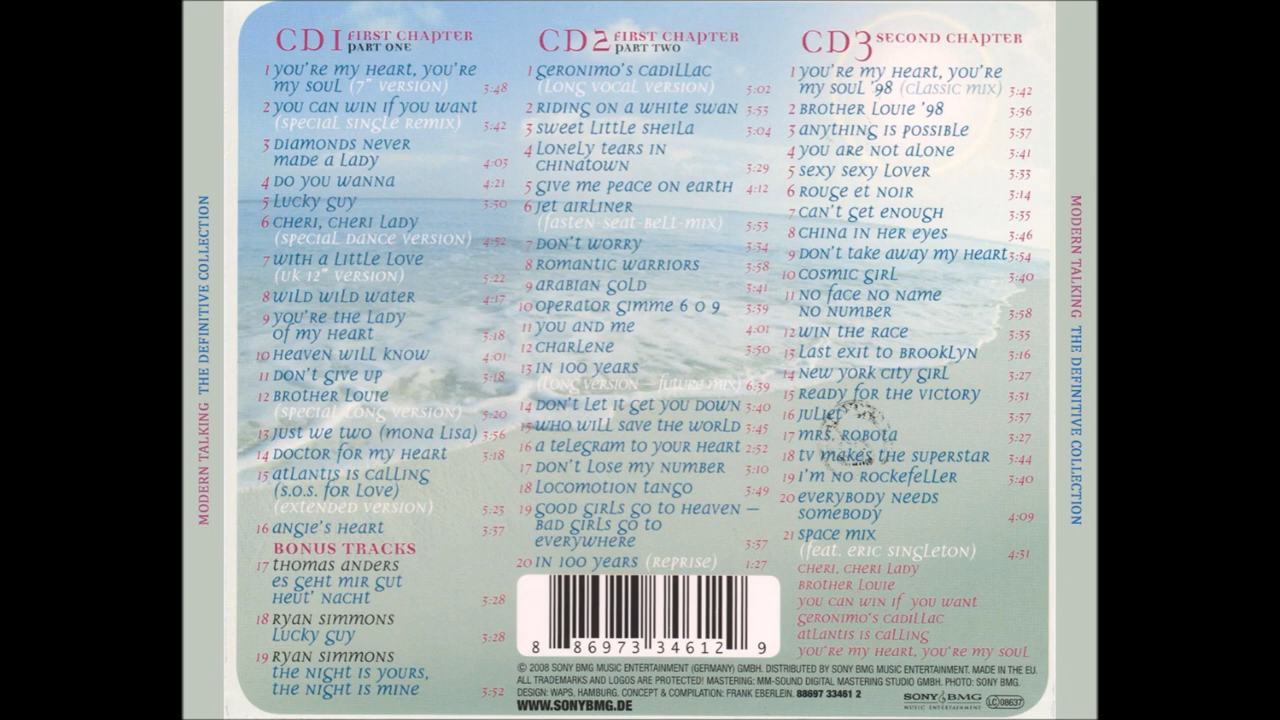 MODERN TALKING THE DEFINITIVE COLLECTION
CD1 FIRST CHAPTER
PART ONE
1 YOU'RE MY HEART, YOU'RE
MY SOUL (7" VERSION) 3:48
2 YOU CAN WIN IF YOU WANT
(SPECIAL SINGLE REMIX) 3:42
3 DIAMONDS NEVER
MADE A LADY 4:03
4 DO YOU WANNA 4:21
5 LUCKY GUY 3:30
6 CHERI, CHERI LADY
(SPECIAL DANCE VERSION) 4:52
7 WITH A LITTLE LOVE
(UK 12" VERSION) 5:22
8 WILD WILD WATER 4:17
9 YOU'RE THE LADY
OF MY HEART 3:18
10 HEAVEN WILL KNOW 4:01
11 DON'T GIVE UP 3:18
12 BROTHER LOUIE
(SPECIAL LONG VERSION) 5:20
13 JUST WE TWO (MONA LISA) 3:56
14 DOCTOR FOR MY HEART 3:18
15 ATLANTIS IS CALLING
(S.O.S. FOR LOVE)
(EXTENDED VERSION) 5:23
16 ANGIE'S HEART 3:37
BONUS TRACKS
17 THOMAS ANDERS
ES GEHT MIR GUT
HEUT' NACHT 3:28
18 RYAN SIMMONS
LUCKY GUY 3:28
19 RYAN SIMMONS
THE NIGHT IS YOURS,
THE NIGHT IS MINE 3:52
CD2 FIRST CHAPTER
PART TWO
1 GERONIMO'S CADILLAC
(LONG VOCAL VERSION) 5:02
2 RIDING ON A WHITE SWAN 3:53
3 SWEET LITTLE SHEILA 3:04
4 LONELY TEARS IN
CHINATOWN 3:29
5 GIVE ME PEACE ON EARTH 4:12
6 JET AIRLINER
(FASTEN-SEAT-BELT-MIX) 5:53
7 DON'T WORRY 3:34
8 ROMANTIC WARRIORS 3:58
9 ARABIAN GOLD 3:41
10 OPERATOR GIMME 6 0 9 3:39
11 YOU AND ME 4:01
12 CHARLENE 3:50
13 IN 100 YEARS
(LONG VERSION – FUTURE MIX) 6:39
14 DON'T LET IT GET YOU DOWN 3:40
15 WHO WILL SAVE THE WORLD 3:45
16 A TELEGRAM TO YOUR HEART 2:52
17 DON'T LOSE MY NUMBER 3:10
18 LOCOMOTION TANGO 3:49
19 GOOD GIRLS GO TO HEAVEN –
BAD GIRLS GO TO
EVERYWHERE 3:37
20 IN 100 YEARS (REPRISE) 1:27
8 86973 34612 9
CD3 SECOND CHAPTER
1 YOU'RE MY HEART, YOU'RE
MY SOUL '98 (CLASSIC MIX) 3:42
2 BROTHER LOUIE '98 3:36
3 ANYTHING IS POSSIBLE 3:37
4 YOU ARE NOT ALONE 3:41
5 SEXY SEXY LOVER 3:33
6 ROUGE ET NOIR 3:14
7 CAN'T GET ENOUGH 3:35
8 CHINA IN HER EYES 3:46
9 DON'T TAKE AWAY MY HEART 3:54
10 COSMIC GIRL 3:40
11 NO FACE NO NAME
NO NUMBER 3:58
12 WIN THE RACE 3:35
13 LAST EXIT TO BROOKLYN 3:16
14 NEW YORK CITY GIRL 3:27
15 READY FOR THE VICTORY 3:31
16 JULIET 3:37
17 MRS. ROBOTA 3:27
18 TV MAKES THE SUPERSTAR 3:44
19 I'M NO ROCKEFELLER 3:40
20 EVERYBODY NEEDS
SOMEBODY 4:09
21 SPACE MIX
(FEAT. ERIC SINGLETON) 4:31
CHERI, CHERI LADY
BROTHER LOUIE
YOU CAN WIN IF YOU WANT
GERONIMO'S CADILLAC
ATLANTIS IS CALLING
YOU'RE MY HEART, YOU'RE MY SOUL
© 2008 SONY BMG MUSIC ENTERTAINMENT (GERMANY) GMBH. DISTRIBUTED BY SONY BMG MUSIC ENTERTAINMENT. MADE IN THE EU.
ALL TRADEMARKS AND LOGOS ARE PROTECTED! MASTERING: MM-SOUND DIGITAL MASTERING STUDIO GMBH. PHOTO: SONY BMG.
DESIGN: WAPS, HAMBURG. CONCEPT & COMPILATION: FRANK EBERLEIN. 88697 33461 2
WWW.SONYBMG.DE
SONY BMG
MUSIC ENTERTAINMENT
LC 08637
MODERN TALKING THE DEFINITIVE COLLECTION